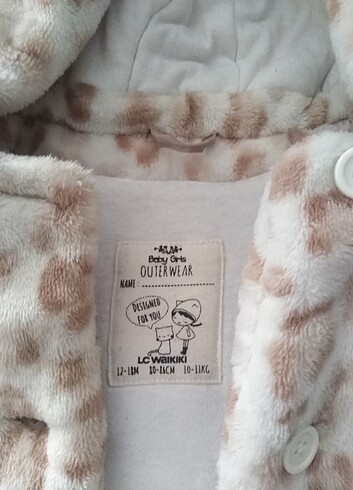 Baby Girls
OUTERWEAR
NAME: ........................
DESIGNED
FOR YOU
LC WAIKIKI
12-18M 80-86CM 10-11KG